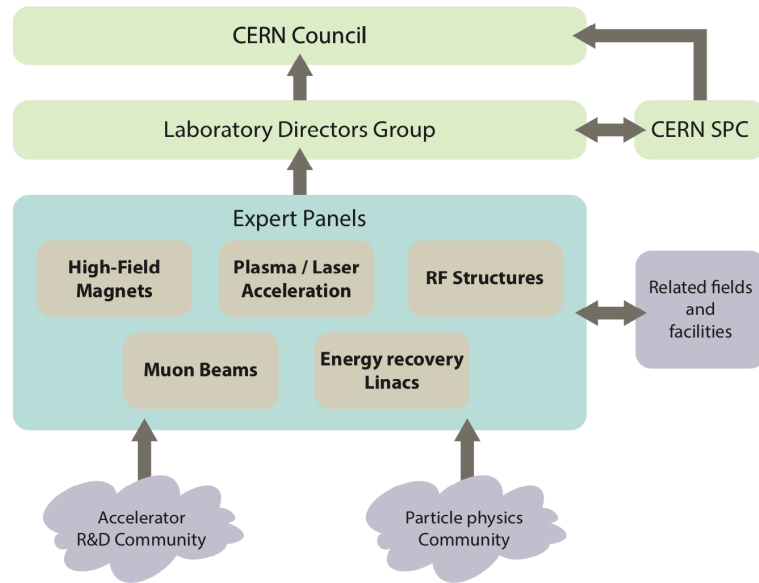 CERN Council
Laboratory Directors Group
CERN SPC
Expert Panels
High-Field
Magnets
Plasma / Laser
Acceleration
RF Structures
Related fields
and
facilities
Muon Beams
Energy recovery
Linacs
Accelerator
R&D Community
Particle physics
Community